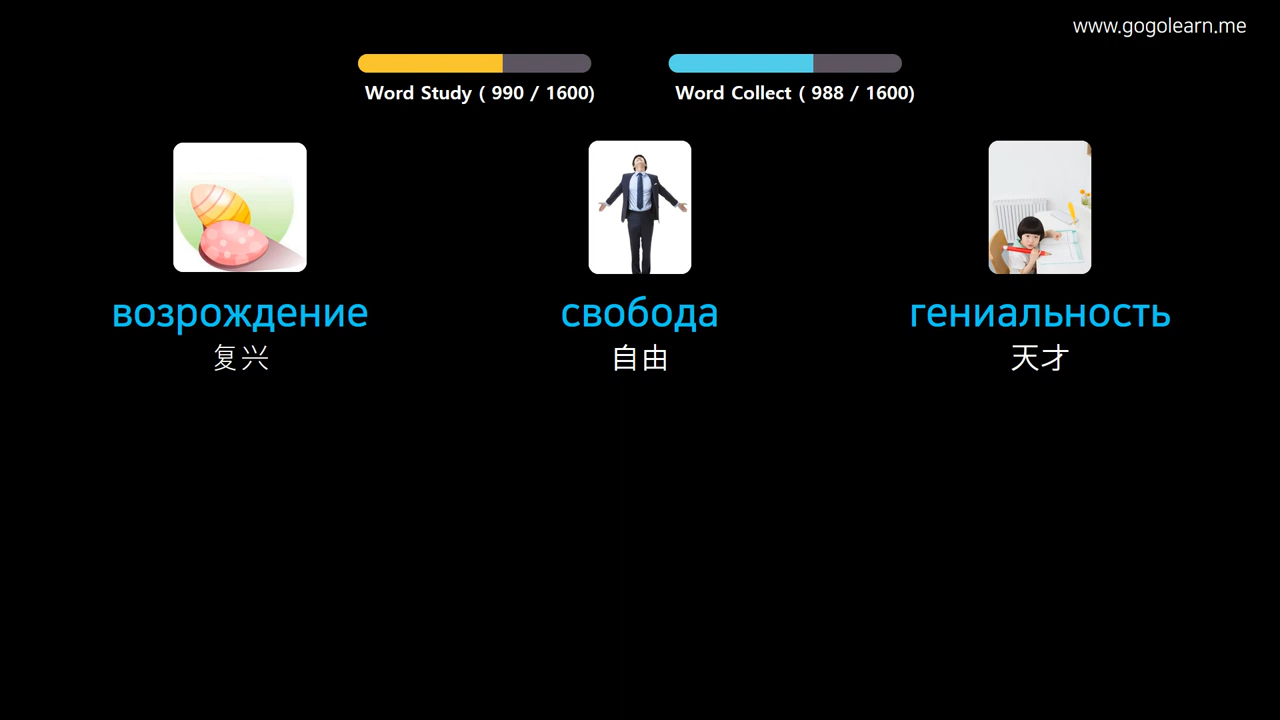 www.gogolearn.me
Word Study ( 990 / 1600)
Word Collect ( 988 / 1600)
возрождение
复兴
свобода
自由
гениальность
天才